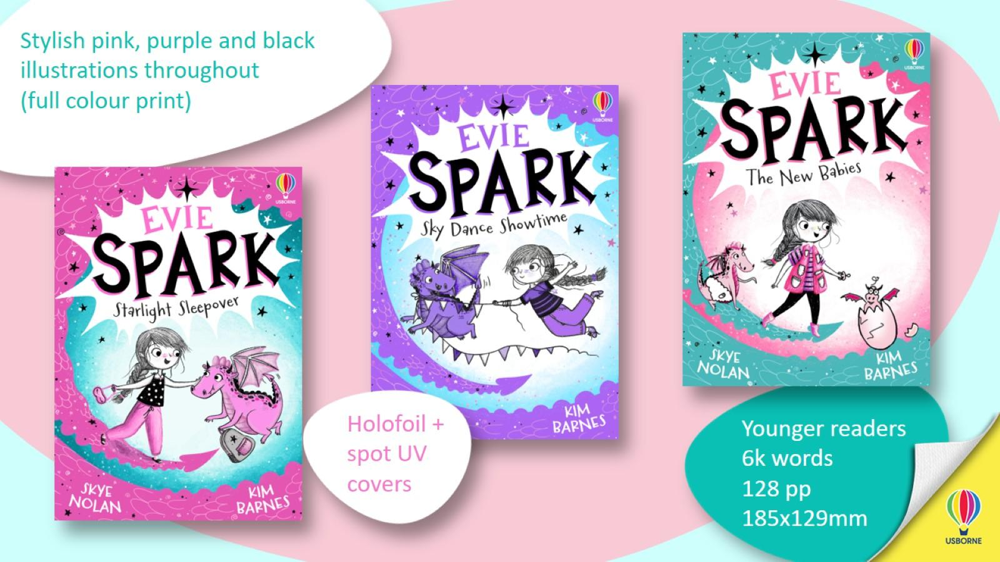 Stylish pink, purple and black
illustrations throughout
(full colour print)
USBORNE
EVIE
SPARK
Starlight Sleepover
SKYE
NOLAN
KIM
BARNES
USBORNE
EVIE
SPARK
Sky Dance Showtime
KIM
BARNES
Holofoil +
spot UV
covers
USBORNE
EVIE
SPARK
The New Babies
SKYE
NOLAN
KIM
BARNES
Younger readers
6k words
128 pp
185x129mm
USBORNE